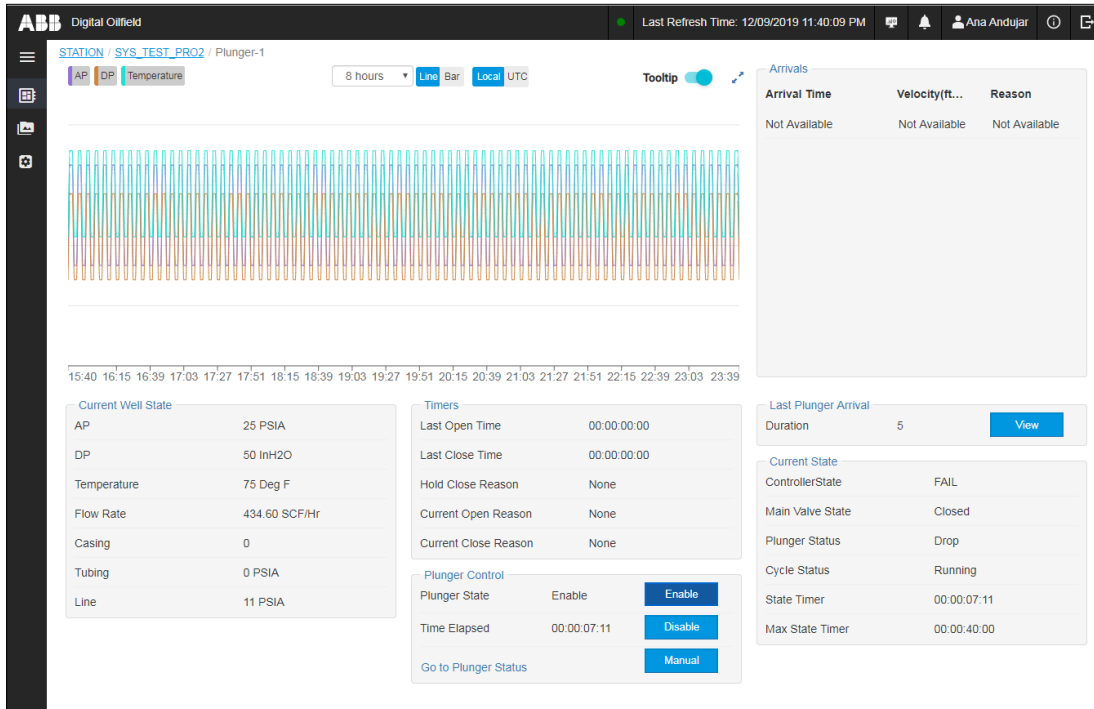 ABB Digital Oilfield
Last Refresh Time: 12/09/2019 11:40:09 PM
Ana Andujar
STATION / SYS_TEST_PRO2 / Plunger-1
AP DP Temperature
8 hours Line Bar Local UTC
Tooltip
15:40 16:15 16:39 17:03 17:27 17:51 18:15 18:39 19:03 19:27 19:51 20:15 20:39 21:03 21:27 21:51 22:15 22:39 23:03 23:39
Arrivals
Arrival Time Velocity(ft... Reason
Not Available Not Available Not Available
Current Well State
AP 25 PSIA
DP 50 InH2O
Temperature 75 Deg F
Flow Rate 434.60 SCF/Hr
Casing 0
Tubing 0 PSIA
Line 11 PSIA
Timers
Last Open Time 00:00:00:00
Last Close Time 00:00:00:00
Hold Close Reason None
Current Open Reason None
Current Close Reason None
Plunger Control
Plunger State Enable Enable
Time Elapsed 00:00:07:11 Disable
Go to Plunger Status Manual
Last Plunger Arrival
Duration 5 View
Current State
ControllerState FAIL
Main Valve State Closed
Plunger Status Drop
Cycle Status Running
State Timer 00:00:07:11
Max State Timer 00:00:40:00